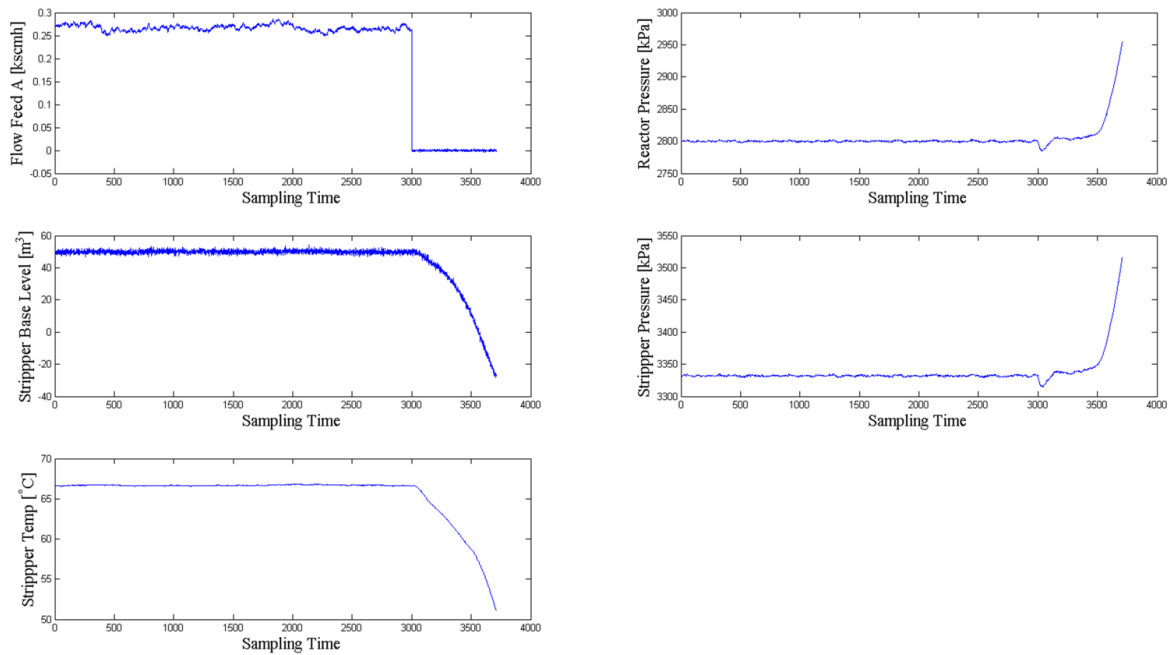 Flow Feed A [kscmh]
0.3
0.25
0.2
0.15
0.1
0.05
0
-0.05
0 500 1000 1500 2000 2500 3000 3500 4000
Sampling Time
Reactor Pressure [kPa]
3000
2950
2900
2850
2800
2750
0 500 1000 1500 2000 2500 3000 3500 4000
Sampling Time
Strippper Base Level [m³]
60
40
20
0
-20
-40
0 500 1000 1500 2000 2500 3000 3500 4000
Sampling Time
Strippper Pressure [kPa]
3550
3500
3450
3400
3350
3300
0 500 1000 1500 2000 2500 3000 3500 4000
Sampling Time
Strippper Temp [°C]
70
65
60
55
50
0 500 1000 1500 2000 2500 3000 3500 4000
Sampling Time